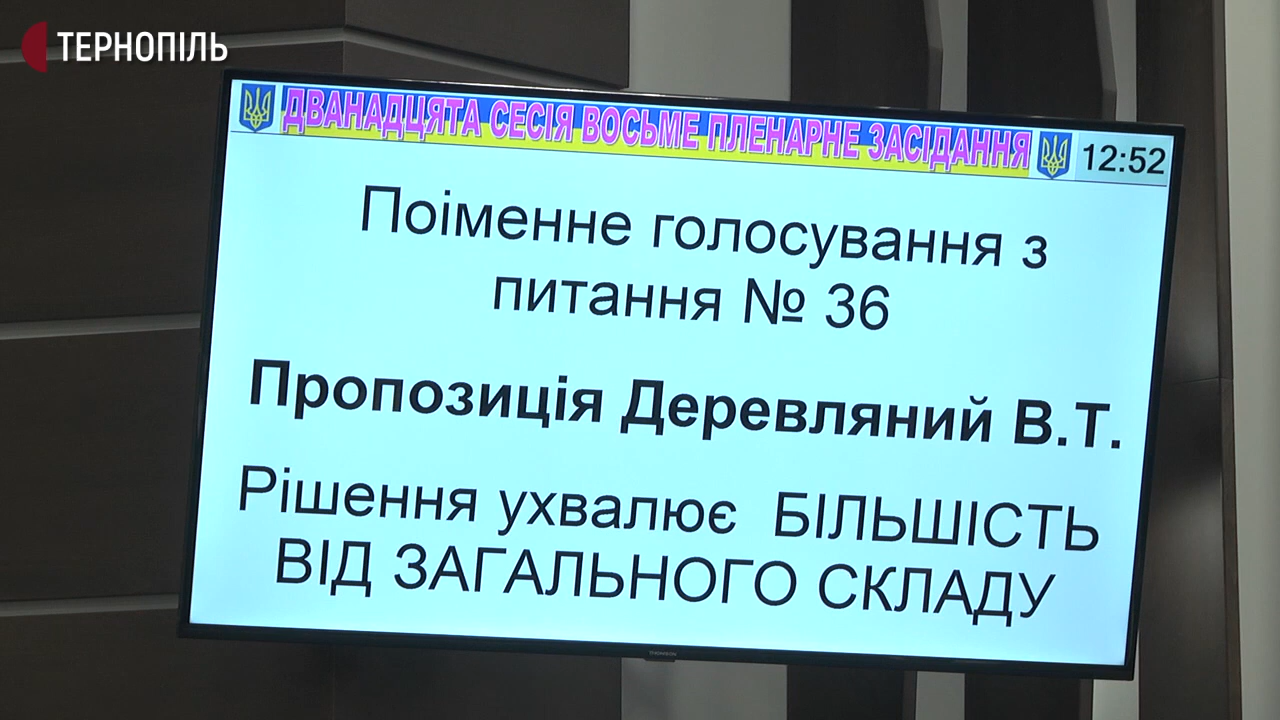 ТЕРНОПІЛЬ
ДВАНАДЦЯТА СЕСІЯ ВОСЬМЕ ПЛЕНАРНЕ ЗАСІДАННЯ
12:52
Поіменне голосування з
питання № 36
Пропозиція Деревляний В.Т.
Рішення ухвалює БІЛЬШІСТЬ
ВІД ЗАГАЛЬНОГО СКЛАДУ
THOMSON